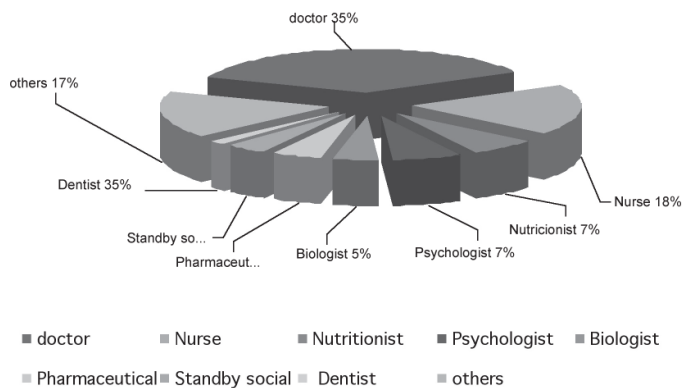 doctor 35%
others 17%
Dentist 35%
Standby so...
Pharmaceut...
Biologist 5%
Psychologist 7%
Nutricionist 7%
Nurse 18%
doctor Nurse Nutritionist Psychologist Biologist
Pharmaceutical Standby social Dentist others